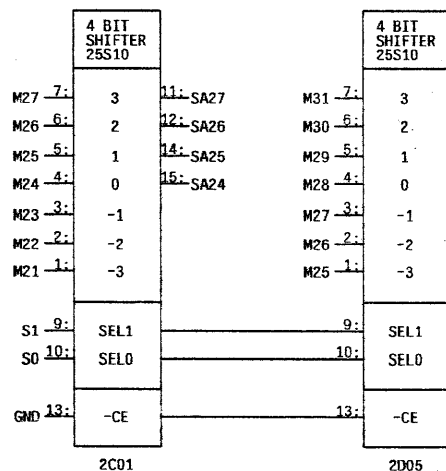 4 BIT
SHIFTER
25S10
M27 7: 3 11: SA27
M26 6: 2 12: SA26
M25 5: 1 14: SA25
M24 4: 0 15: SA24
M23 3: -1
M22 2: -2
M21 1: -3
S1 9: SEL1
S0 10: SEL0
GND 13: -CE
2C01
4 BIT
SHIFTER
25S10
M31 7: 3
M30 6: 2
M29 5: 1
M28 4: 0
M27 3: -1
M26 2: -2
M25 1: -3
9: SEL1
10: SEL0
13: -CE
2D05